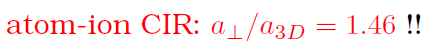 atom-ion CIR: a⊥/a3D = 1.46 !!